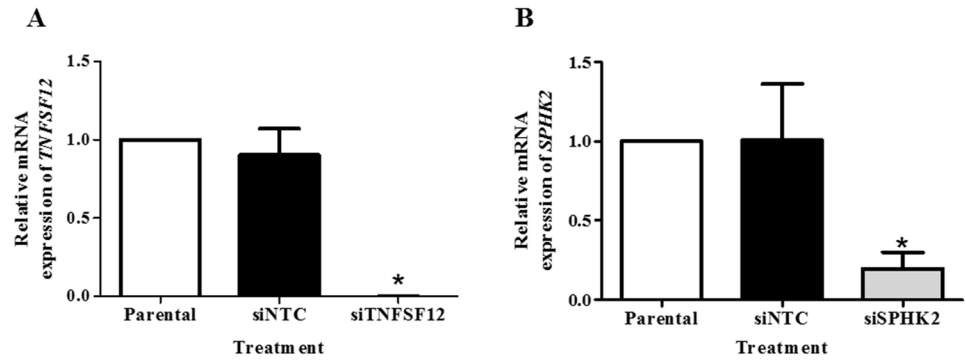 A
Relative mRNA
expression of TNFSF12
1.5
1.0
0.5
0.0
*
Parental
siNTC
siTNFSF12
Treatment
B
Relative mRNA
expression of SPHK2
1.5
1.0
0.5
0.0
*
Parental
siNTC
siSPHK2
Treatment